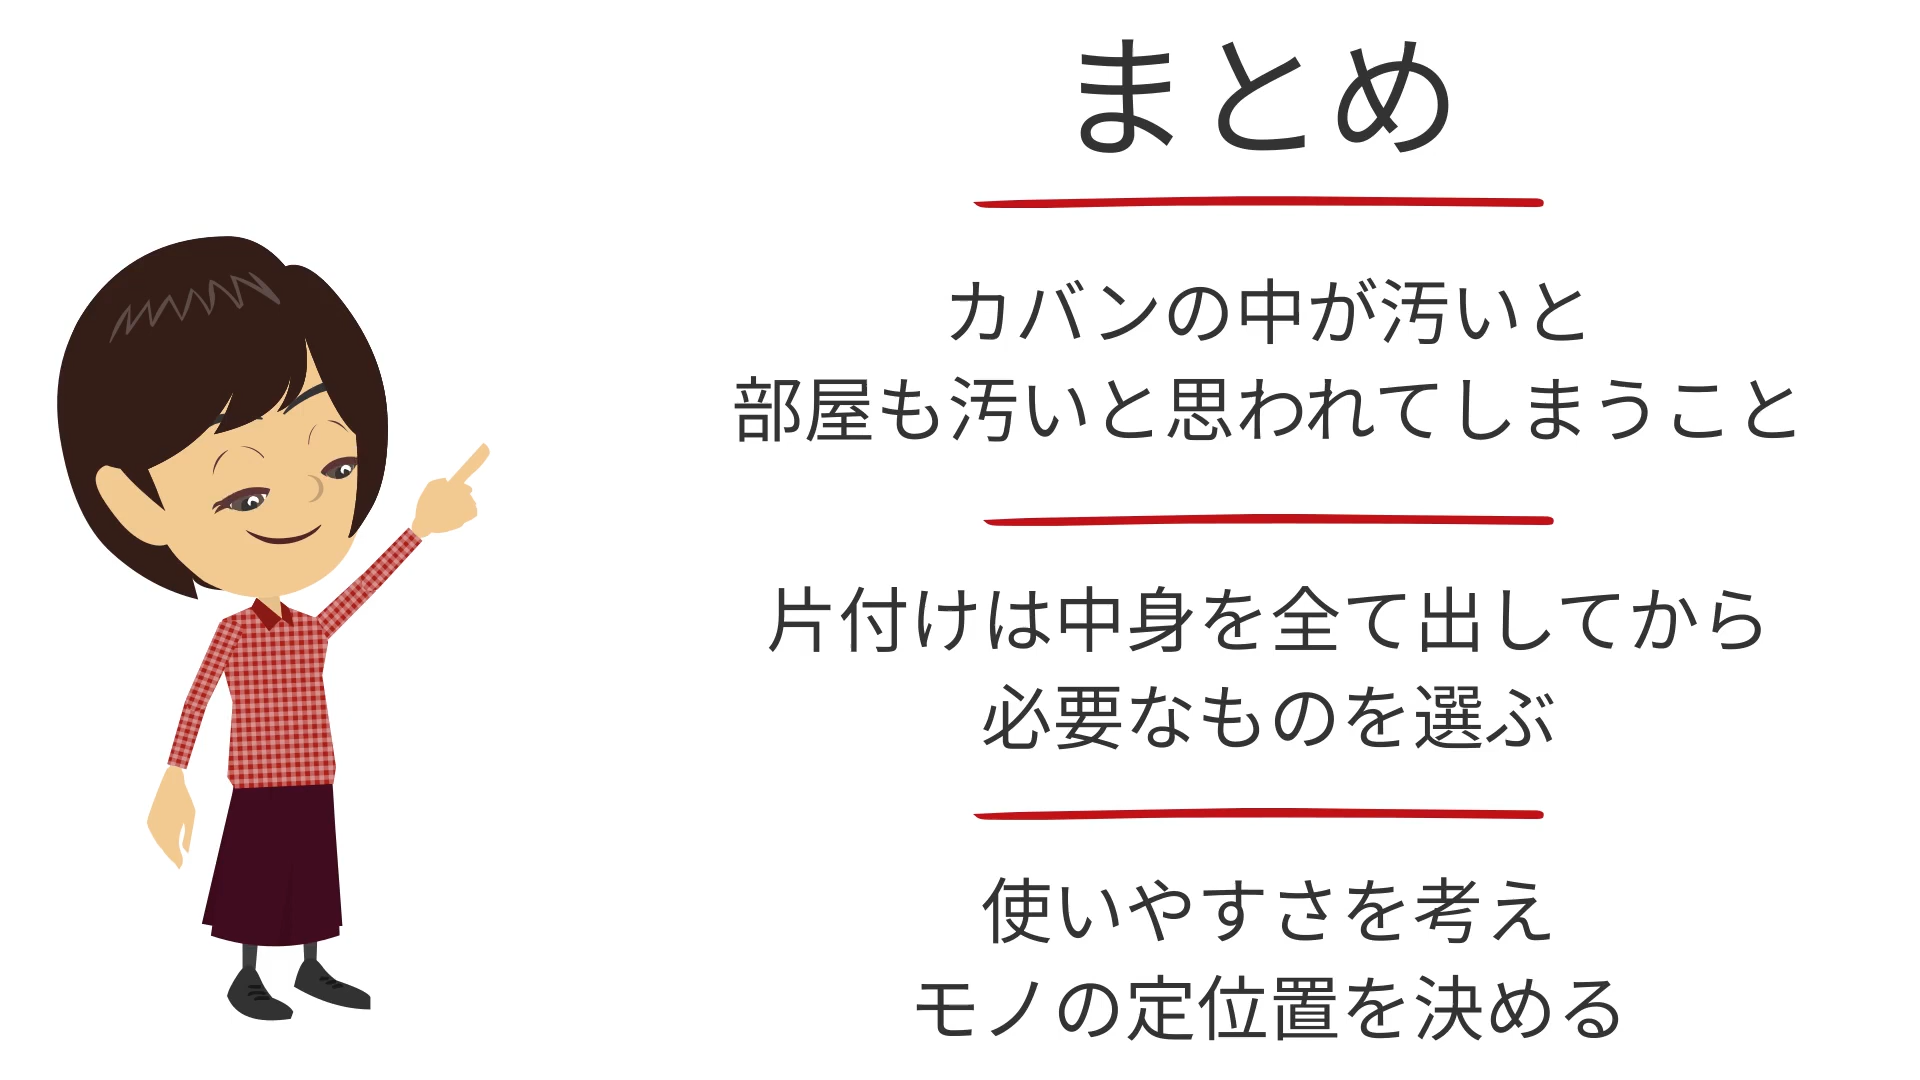 まとめ
カバンの中が汚いと
部屋も汚いと思われてしまうこと
片付けは中身を全て出してから
必要なものを選ぶ
使いやすさを考え
モノの定位置を決める